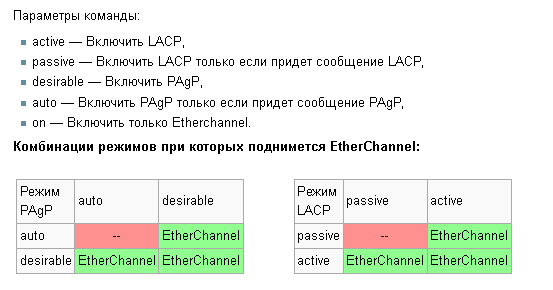 Параметры команды:
active — Включить LACP,
passive — Включить LACP только если придет сообщение LACP,
desirable — Включить PAgP,
auto — Включить PAgP только если придет сообщение PAgP,
on — Включить только Etherchannel.
Комбинации режимов при которых поднимется EtherChannel:
Режим PAgP auto desirable
auto -- EtherChannel
desirable EtherChannel EtherChannel
Режим LACP passive active
passive -- EtherChannel
active EtherChannel EtherChannel